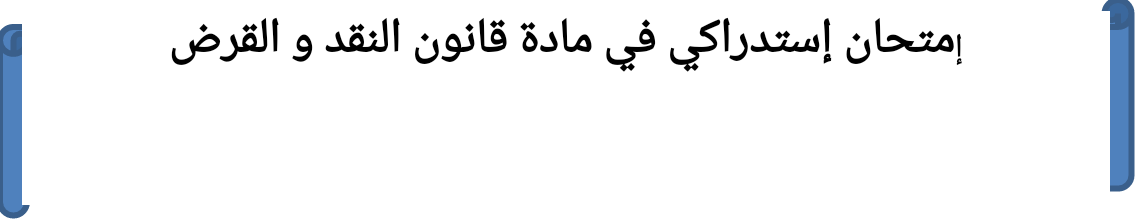 إمتحان إستدراكي في مادة قانون النقد و القرض